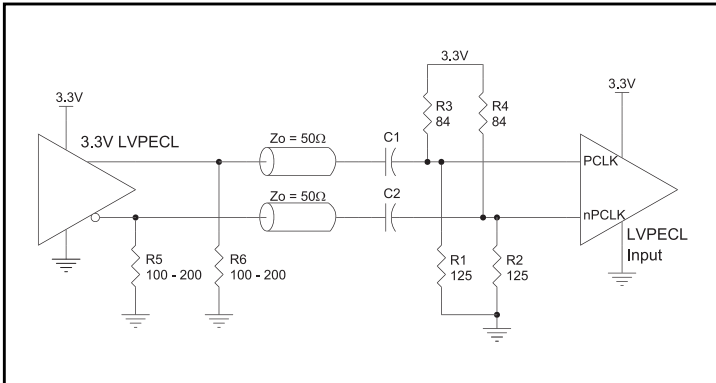 3.3V
3.3V
3.3V
R3
84
R4
84
3.3V LVPECL
Zo = 50Ω
C1
PCLK
Zo = 50Ω
C2
nPCLK
LVPECL
Input
R5
100 - 200
R6
100 - 200
R1
125
R2
125